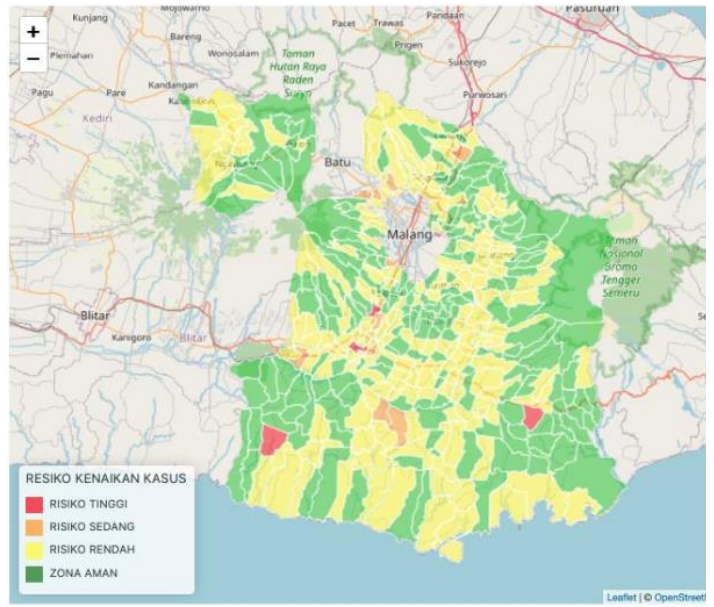 Kunjang
Mojowarno
Pacet
Trawas
Pandaan
Pasuruan
+
Bareng
Prigen
Plemahan
Wonosalam
Taman
Hutan Raya
Raden
Sukorejo
−
Kandangan
Purwosari
Pagu
Pare
Kediri
Batu
Malang
Taman
Nasional
Bromo
Tengger
Semeru
Blitar
Kanigoro
Blitar
RESIKO KENAIKAN KASUS
RISIKO TINGGI
RISIKO SEDANG
RISIKO RENDAH
ZONA AMAN
Leaflet | © OpenStreetM